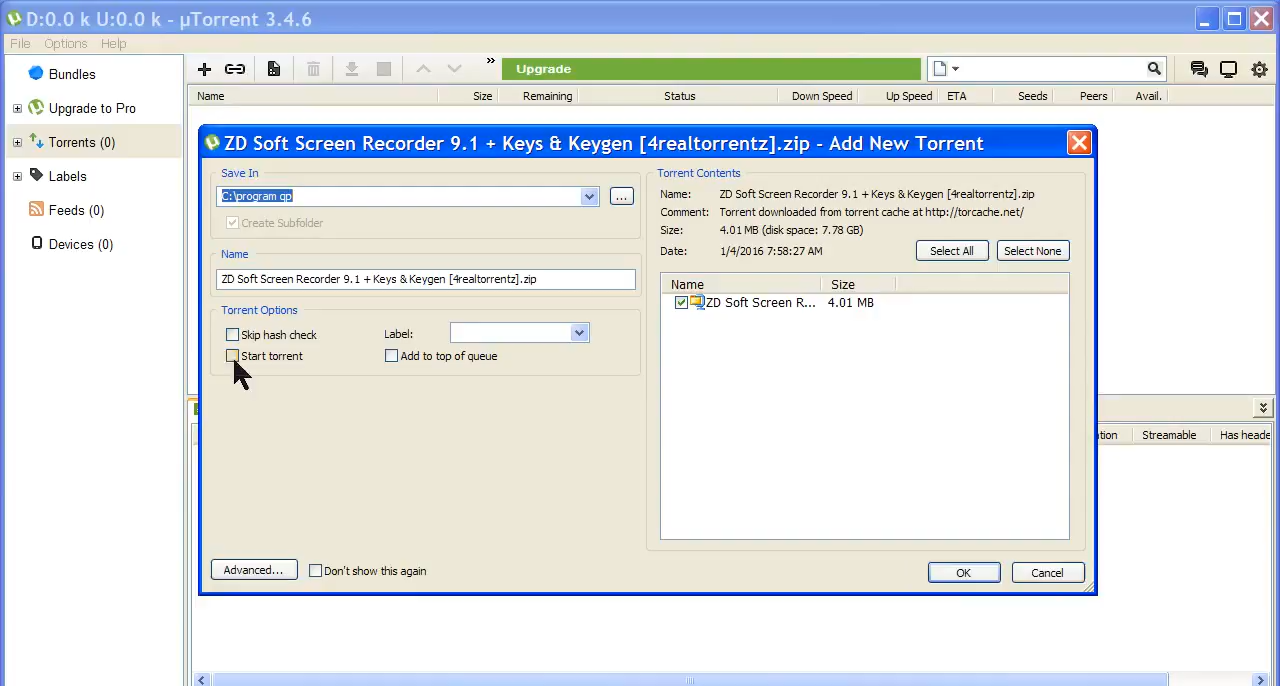 D:0.0 k U:0.0 k - µTorrent 3.4.6
File Options Help
Bundles
Upgrade to Pro
Torrents (0)
Labels
Feeds (0)
Devices (0)
Upgrade
Name Size Remaining Status Down Speed Up Speed ETA Seeds Peers Avail.
ZD Soft Screen Recorder 9.1 + Keys & Keygen [4realtorrentz].zip - Add New Torrent
Save In
C:\program qp
...
Create Subfolder
Name
ZD Soft Screen Recorder 9.1 + Keys & Keygen [4realtorrentz].zip
Torrent Options
Skip hash check Label:
Start torrent Add to top of queue
Advanced... Don't show this again
Torrent Contents
Name: ZD Soft Screen Recorder 9.1 + Keys & Keygen [4realtorrentz].zip
Comment: Torrent downloaded from torrent cache at http://torcache.net/
Size: 4.01 MB (disk space: 7.78 GB)
Date: 1/4/2016 7:58:27 AM Select All Select None
Name Size
ZD Soft Screen R... 4.01 MB
OK Cancel
tion Streamable Has heade